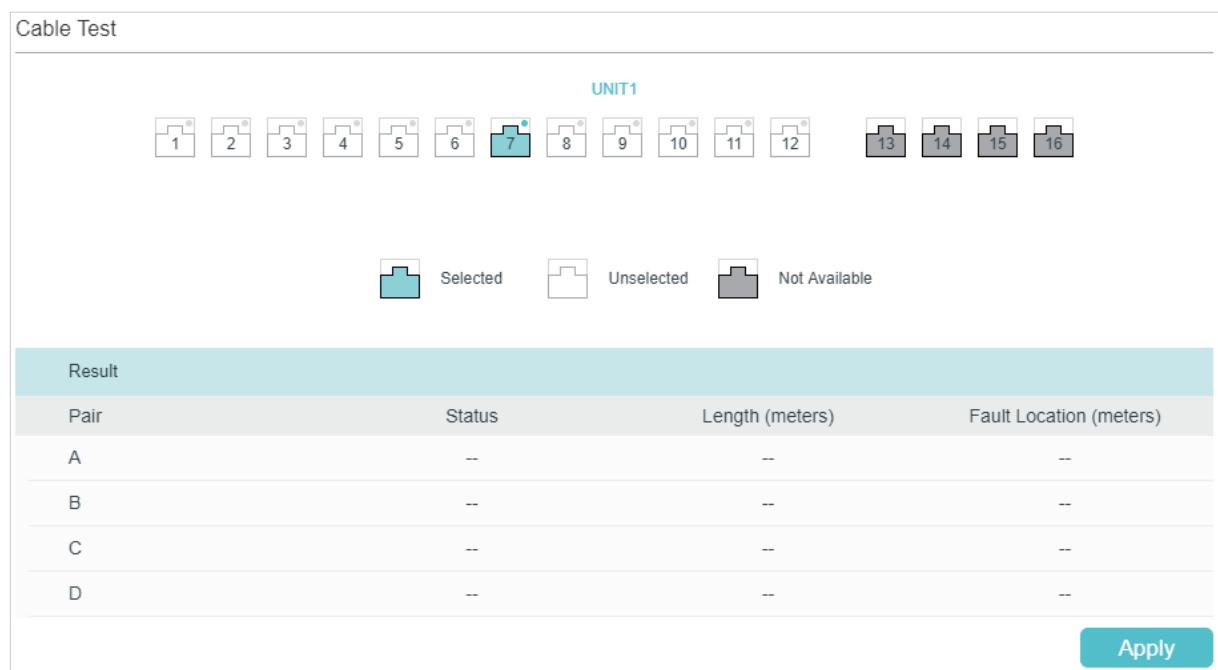 Cable Test
UNIT1
1 2 3 4 5 6 7 8 9 10 11 12 13 14 15 16
Selected Unselected Not Available
Result
Pair Status Length (meters) Fault Location (meters)
A -- -- --
B -- -- --
C -- -- --
D -- -- --
Apply